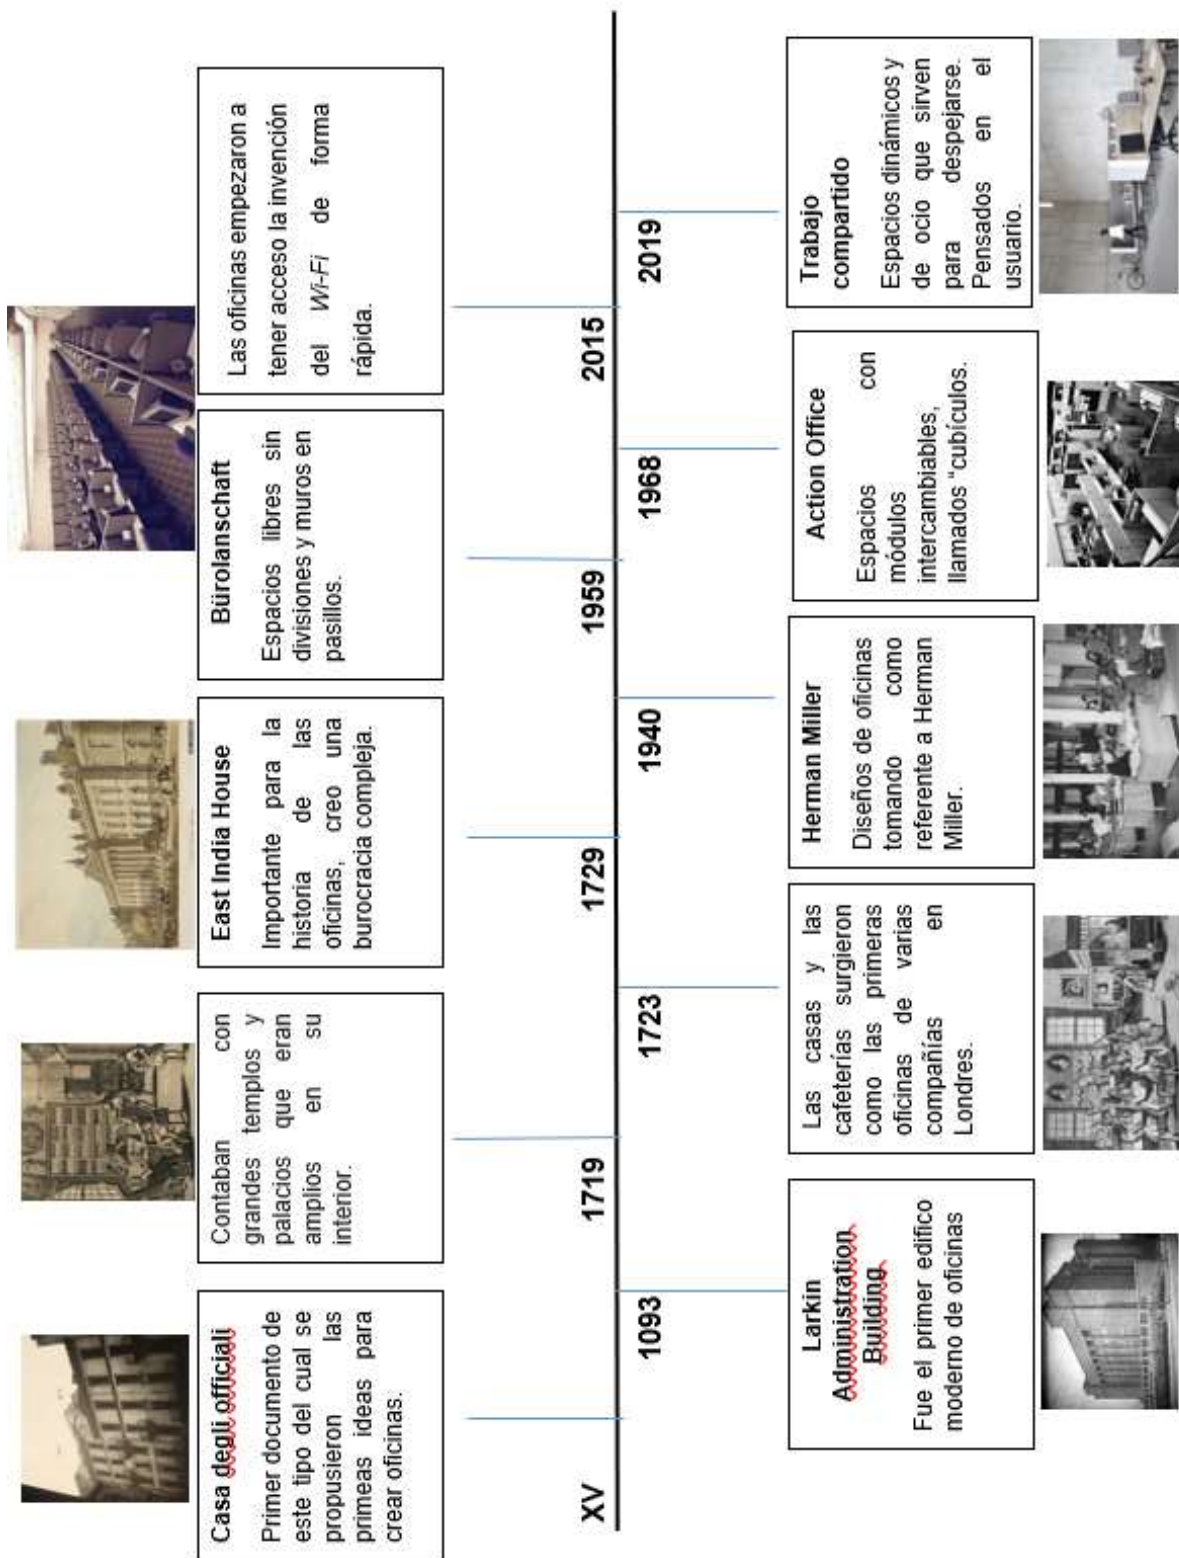 Casa degli officiali
Primer documento de
este tipo del cual se
propusieron las
primeas ideas para
crear oficinas.
Contaban con
grandes templos y
palacios que eran
amplios en su
interior.
East India House
Importante para la
historia de las
oficinas, creo una
burocracia compleja.
Bürolanschaft
Espacios libres sin
divisiones y muros en
pasillos.
Las oficinas empezaron a
tener acceso la invención
del Wi-Fi de forma
rápida.
XV
1093
1719
1723
1729
1940
1959
1968
2015
2019
Larkin
Administration
Building
Fue el primer edifico
moderno de oficinas
Las casas y las
cafeterías surgieron
como las primeras
oficinas de varias
compañías en
Londres.
Herman Miller
Diseños de oficinas
tomando como
referente a Herman
Miller.
Action Office
Espacios con
módulos
intercambiables,
llamados "cubículos.
Trabajo
compartido
Espacios dinámicos y
de ocio que sirven
para despejarse.
Pensados en el
usuario.